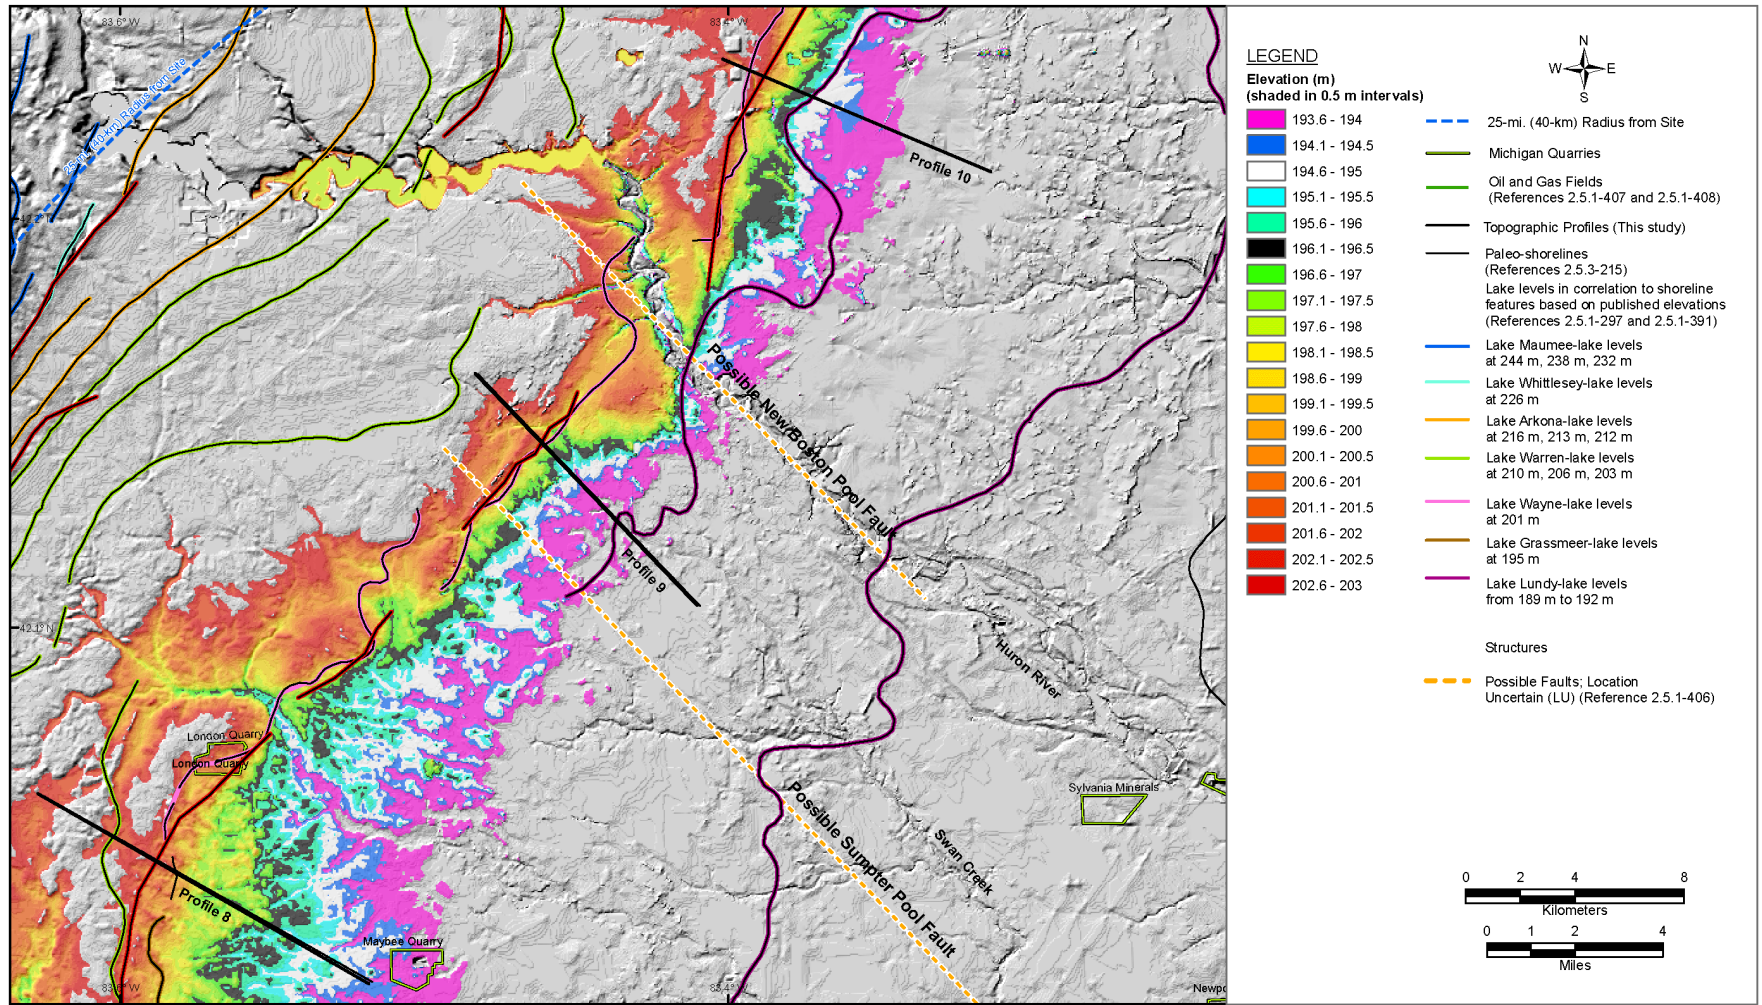 83.6° W
83.4° W
25-mi. (40-km) Radius from Site
42.2° N
Profile 10
Possible New Boston Pool Fault
Profile 9
42.1° N
Huron River
London Quarry
London Quarry
Sylvania Minerals
Possible Sumpter Pool Fault
Swan Creek
Profile 8
Maybee Quarry
83.6° W
83.4° W
Newpo
LEGEND
Elevation (m)
(shaded in 0.5 m intervals)
193.6 - 194
194.1 - 194.5
194.6 - 195
195.1 - 195.5
195.6 - 196
196.1 - 196.5
196.6 - 197
197.1 - 197.5
197.6 - 198
198.1 - 198.5
198.6 - 199
199.1 - 199.5
199.6 - 200
200.1 - 200.5
200.6 - 201
201.1 - 201.5
201.6 - 202
202.1 - 202.5
202.6 - 203
N
W E
S
25-mi. (40-km) Radius from Site
Michigan Quarries
Oil and Gas Fields
(References 2.5.1-407 and 2.5.1-408)
Topographic Profiles (This study)
Paleo-shorelines
(References 2.5.3-215)
Lake levels in correlation to shoreline
features based on published elevations
(References 2.5.1-297 and 2.5.1-391)
Lake Maumee-lake levels
at 244 m, 238 m, 232 m
Lake Whittlesey-lake levels
at 226 m
Lake Arkona-lake levels
at 216 m, 213 m, 212 m
Lake Warren-lake levels
at 210 m, 206 m, 203 m
Lake Wayne-lake levels
at 201 m
Lake Grassmeer-lake levels
at 195 m
Lake Lundy-lake levels
from 189 m to 192 m
Structures
Possible Faults; Location
Uncertain (LU) (Reference 2.5.1-406)
0 2 4 8
Kilometers
0 1 2 4
Miles